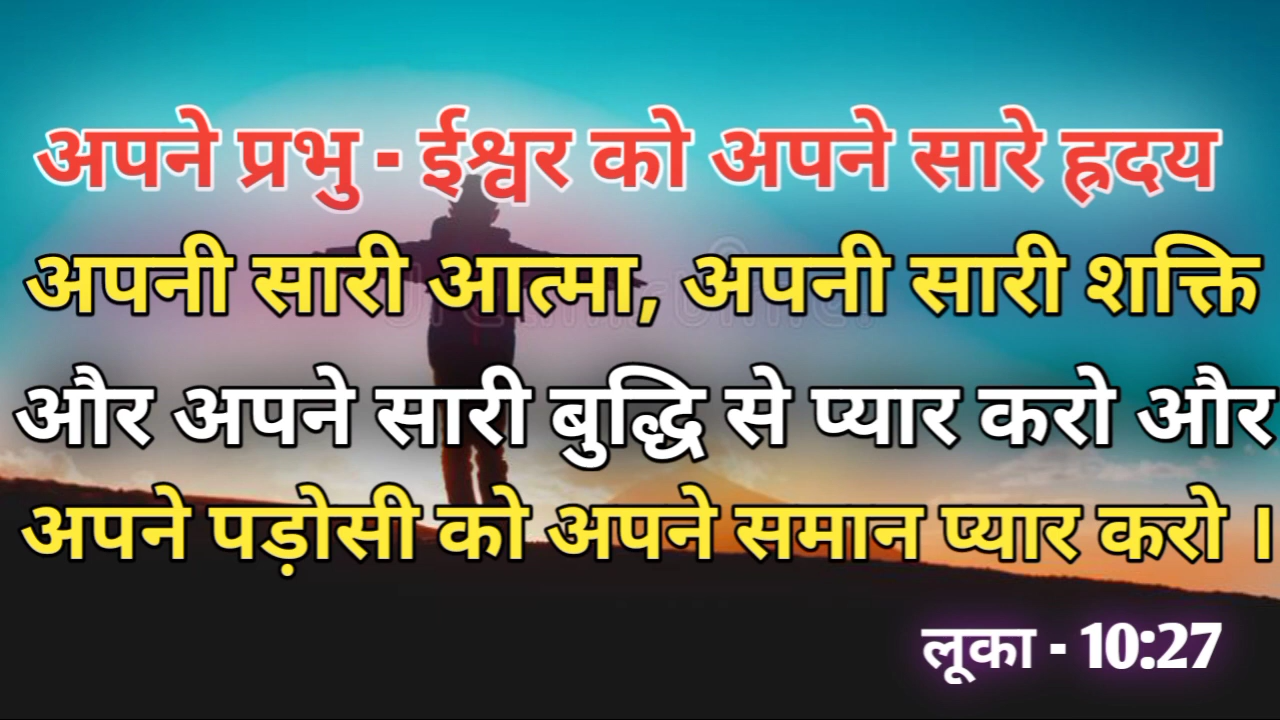 अपने प्रभु - ईश्वर को अपने सारे ह्रदय
अपनी सारी आत्मा, अपनी सारी शक्ति
और अपने सारी बुद्धि से प्यार करो और
अपने पड़ोसी को अपने समान प्यार करो ।
लूका - 10:27